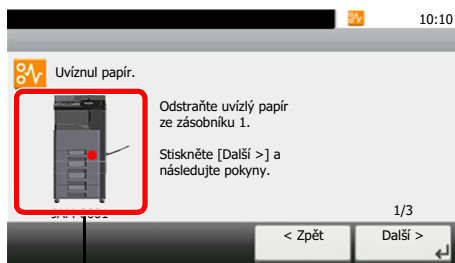 10:10
Uvíznul papír.
Odstraňte uvízlý papír
ze zásobníku 1.
Stiskněte [Další >] a
následujte pokyny.
1/3
< Zpět
Další >